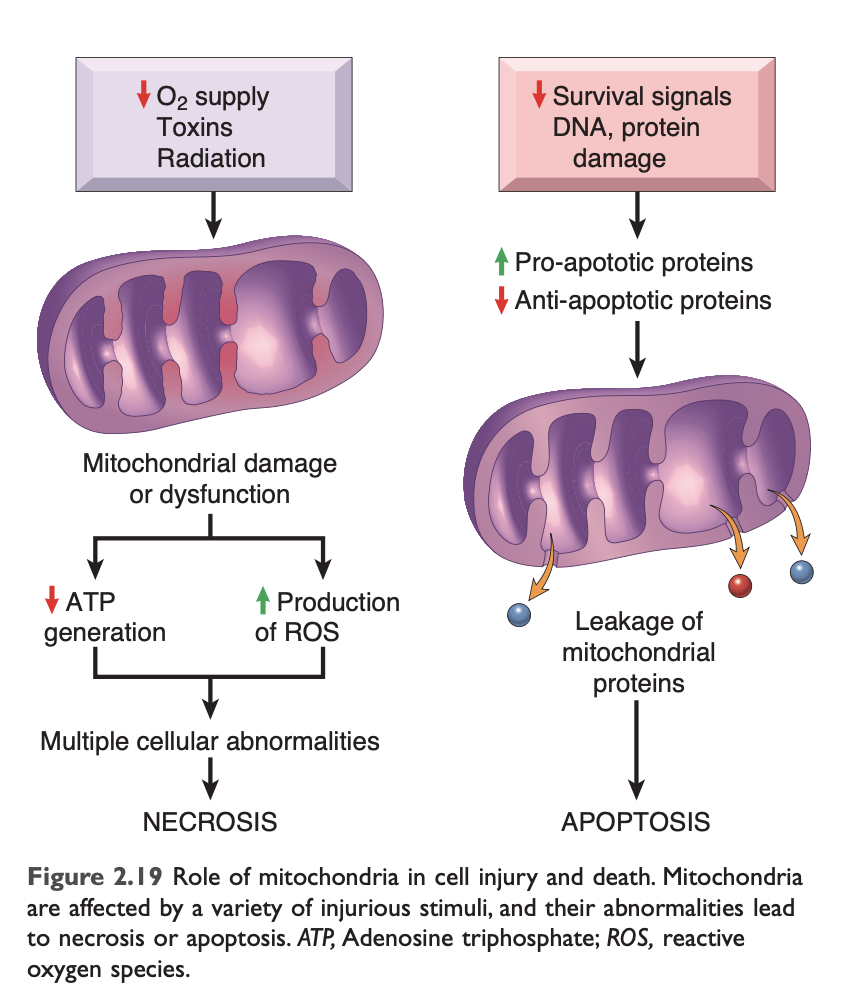 O₂ supply
Toxins
Radiation
Mitochondrial damage
or dysfunction
ATP
generation
Production
of ROS
Multiple cellular abnormalities
NECROSIS
Survival signals
DNA, protein
damage
Pro-apototic proteins
Anti-apoptotic proteins
Leakage of
mitochondrial
proteins
APOPTOSIS
Figure 2.19 Role of mitochondria in cell injury and death. Mitochondria
are affected by a variety of injurious stimuli, and their abnormalities lead
to necrosis or apoptosis. ATP, Adenosine triphosphate; ROS, reactive
oxygen species.